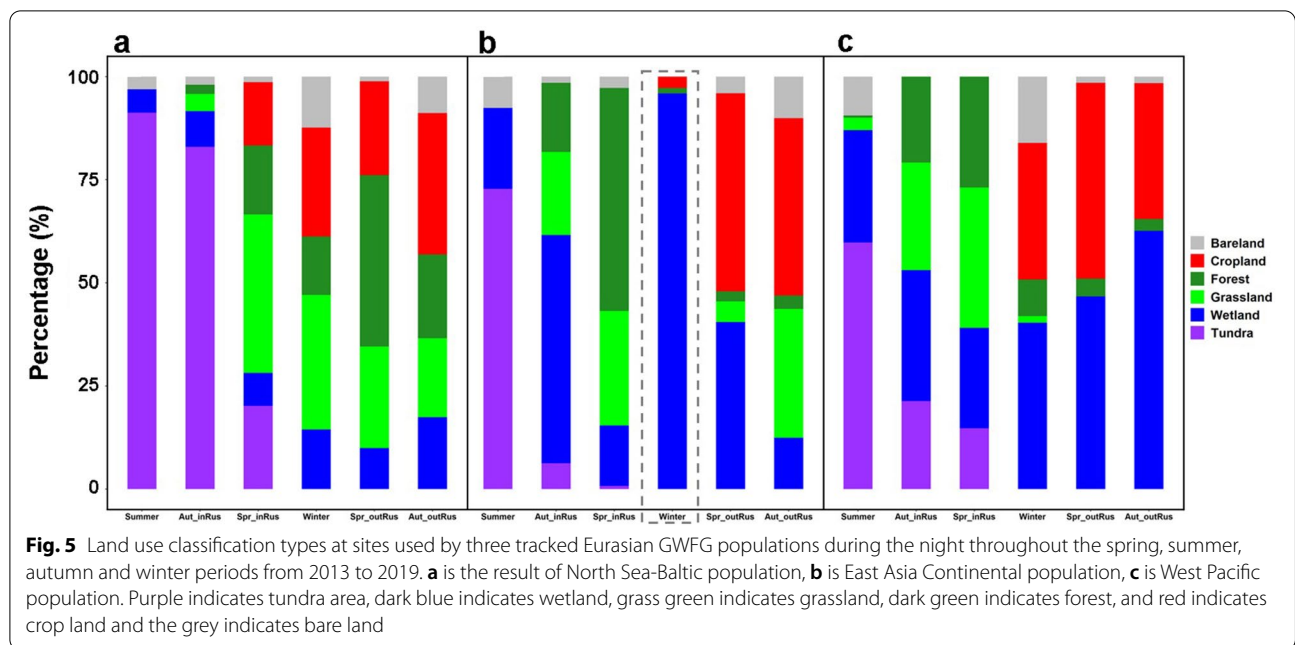 a b c
100
75
50
25
0
Percentage (%)
Summer Aut_inRus Spr_inRus Winter Spr_outRus Aut_outRus Summer Aut_inRus Spr_inRus Winter Spr_outRus Aut_outRus Summer Aut_inRus Spr_inRus Winter Spr_outRus Aut_outRus
Bareland
Cropland
Forest
Grassland
Wetland
Tundra
Fig. 5 Land use classification types at sites used by three tracked Eurasian GWFG populations during the night throughout the spring, summer,
autumn and winter periods from 2013 to 2019. a is the result of North Sea-Baltic population, b is East Asia Continental population, c is West Pacific
population. Purple indicates tundra area, dark blue indicates wetland, grass green indicates grassland, dark green indicates forest, and red indicates
crop land and the grey indicates bare land